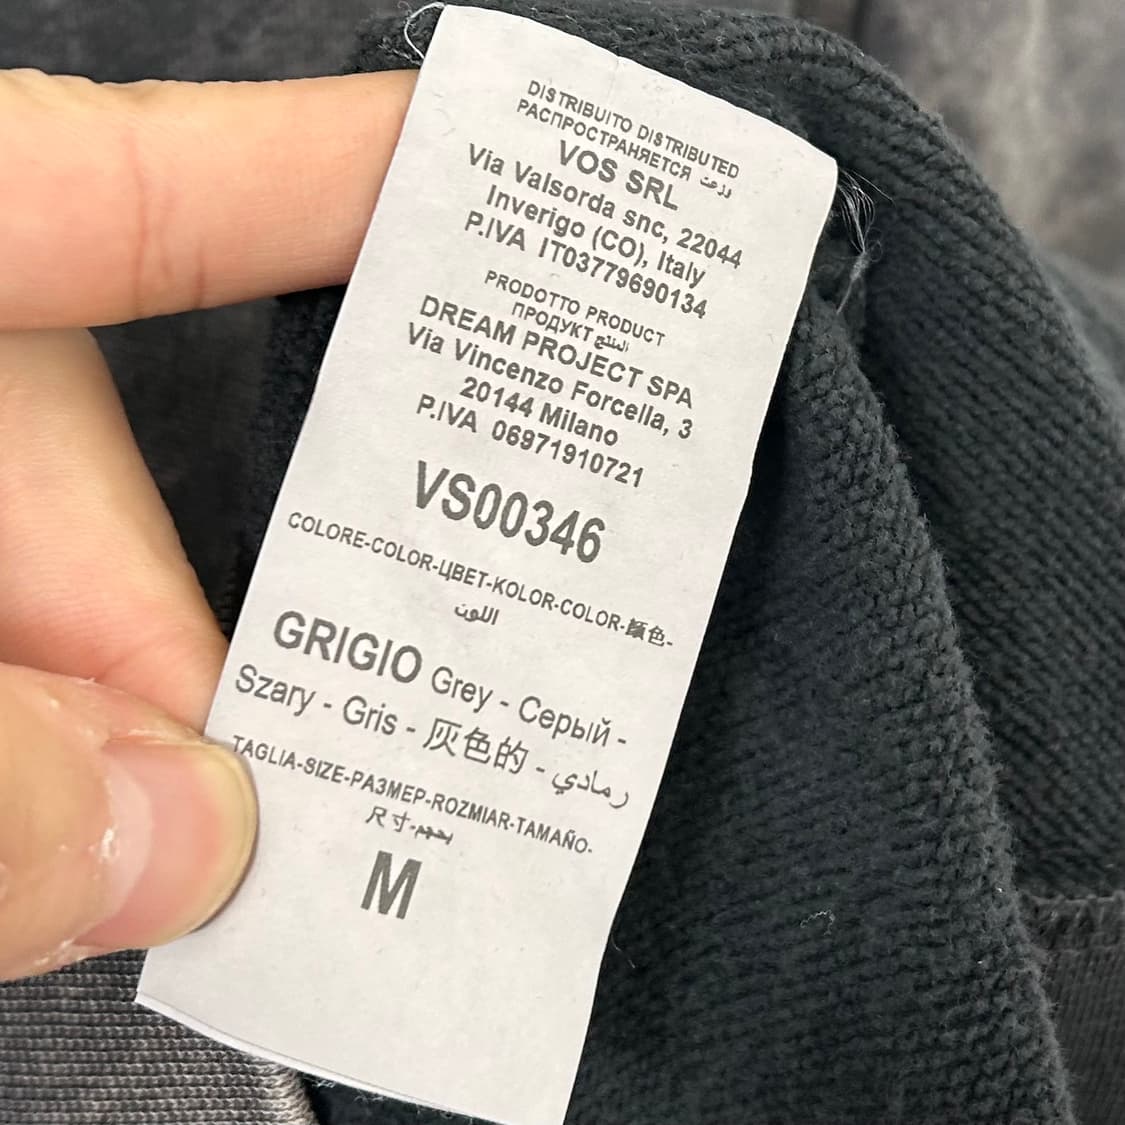 DISTRIBUITO DISTRIBUTED
РАСПРОСТРАНЯЕТСЯ وزعت
VOS SRL
Via Valsorda snc, 22044
Inverigo (CO), Italy
P.IVA IT03779690134
PRODOTTO PRODUCT
ПРОДУКТ المنتج
DREAM PROJECT SPA
Via Vincenzo Forcella, 3
20144 Milano
P.IVA 06971910721
VS00346
COLORE-COLOR-ЦВЕТ-KOLOR-COLOR-顏色-
اللون
GRIGIO Grey - Серый -
Szary - Gris - 灰色的 - رمادي
TAGLIA-SIZE-РАЗМЕР-ROZMIAR-TAMAÑO.
尺寸-بحجم
M